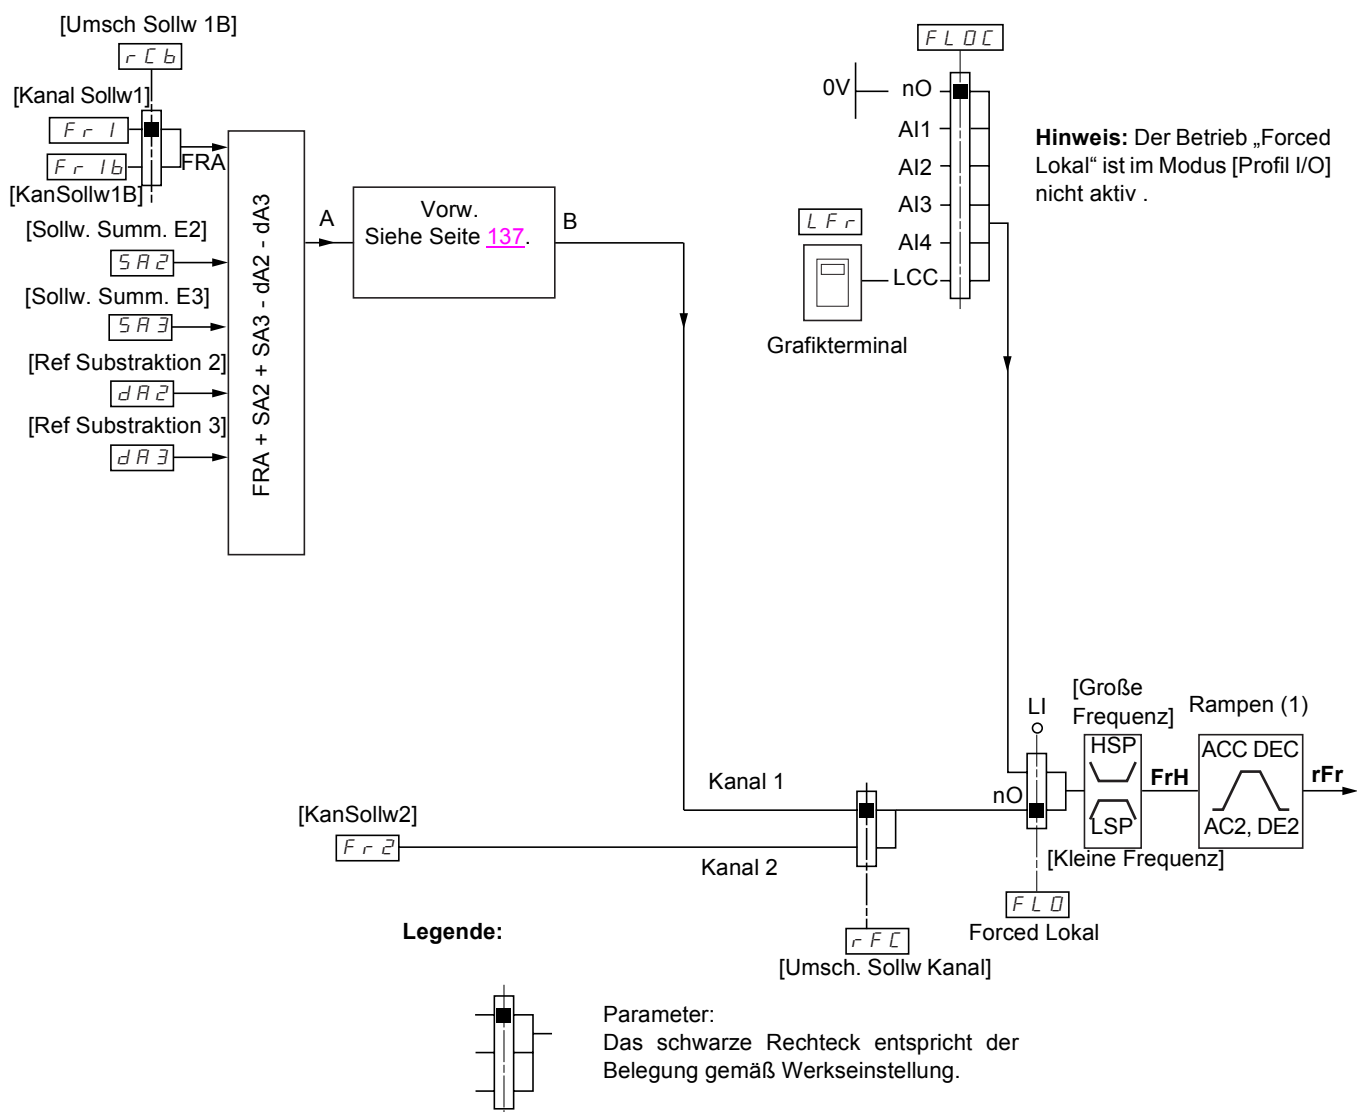 [Umsch Sollw 1B]
rCb
[Kanal Sollw1]
Fr1
Fr1b
FRA
[KanSollw1B]
[Sollw. Summ. E2]
SA2
[Sollw. Summ. E3]
SA3
[Ref Substraktion 2]
dA2
[Ref Substraktion 3]
dA3
FRA + SA2 + SA3 - dA2 - dA3
A
Vorw.
Siehe Seite 137.
B
FLOC
0V
nO
AI1
AI2
AI3
AI4
LCC
LFr
Grafikterminal
Hinweis: Der Betrieb „Forced
Lokal“ ist im Modus [Profil I/O]
nicht aktiv .
Kanal 1
[KanSollw2]
Fr2
Kanal 2
rFC
[Umsch. Sollw Kanal]
LI
nO
FLO
Forced Lokal
[Große
Frequenz]
HSP
LSP
[Kleine Frequenz]
FrH
Rampen (1)
ACC DEC
AC2, DE2
rFr
Legende:
Parameter:
Das schwarze Rechteck entspricht der
Belegung gemäß Werkseinstellung.